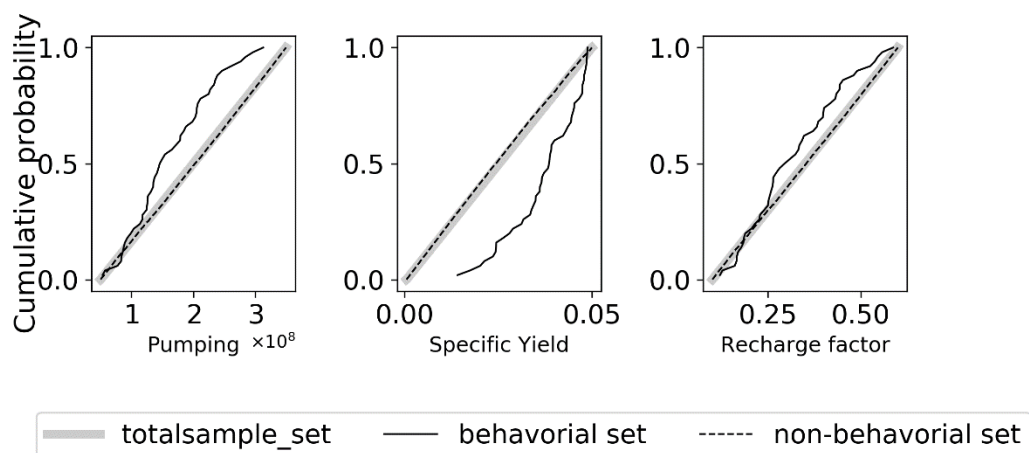 Cumulative probability
1.0
0.5
0.0
1 2 3
Pumping ×10⁸
1.0
0.5
0.0
0.00 0.05
Specific Yield
1.0
0.5
0.0
0.25 0.50
Recharge factor
totalsample_set behavorial set non-behavorial set